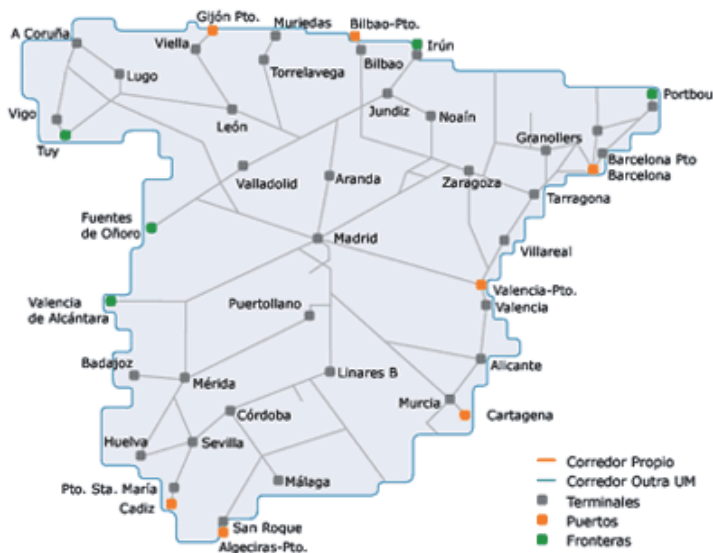 Gijón Pto.
Muriedas
Bilbao-Pto.
A Coruña
Viella
Irún
Bilbao
Lugo
Torrelavega
Portbou
Jundiz
Vigo
León
Noaín
Granollers
Tuy
Barcelona Pto
Barcelona
Valladolid
Aranda
Zaragoza
Tarragona
Fuentes
de Oñoro
Madrid
Villareal
Valencia-Pto.
Valencia
de Alcántara
Puertollano
Valencia
Badajoz
Mérida
Linares B
Alicante
Murcia
Cartagena
Córdoba
Huelva
Sevilla
Corredor Propio
Pto. Sta. María
Málaga
Corredor Outra UM
Cadiz
Terminales
San Roque
Puertos
Algeciras-Pto.
Fronteras